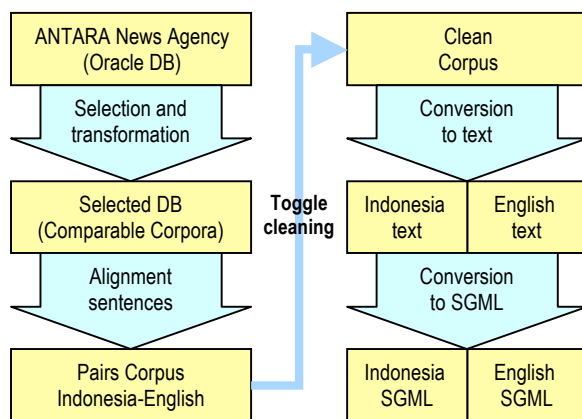 ANTARA News Agency
(Oracle DB)
Selection and
transformation
Selected DB
(Comparable Corpora)
Alignment
sentences
Pairs Corpus
Indonesia-English
Toggle
cleaning
Clean
Corpus
Conversion
to text
Indonesia
text
English
text
Conversion
to SGML
Indonesia
SGML
English
SGML